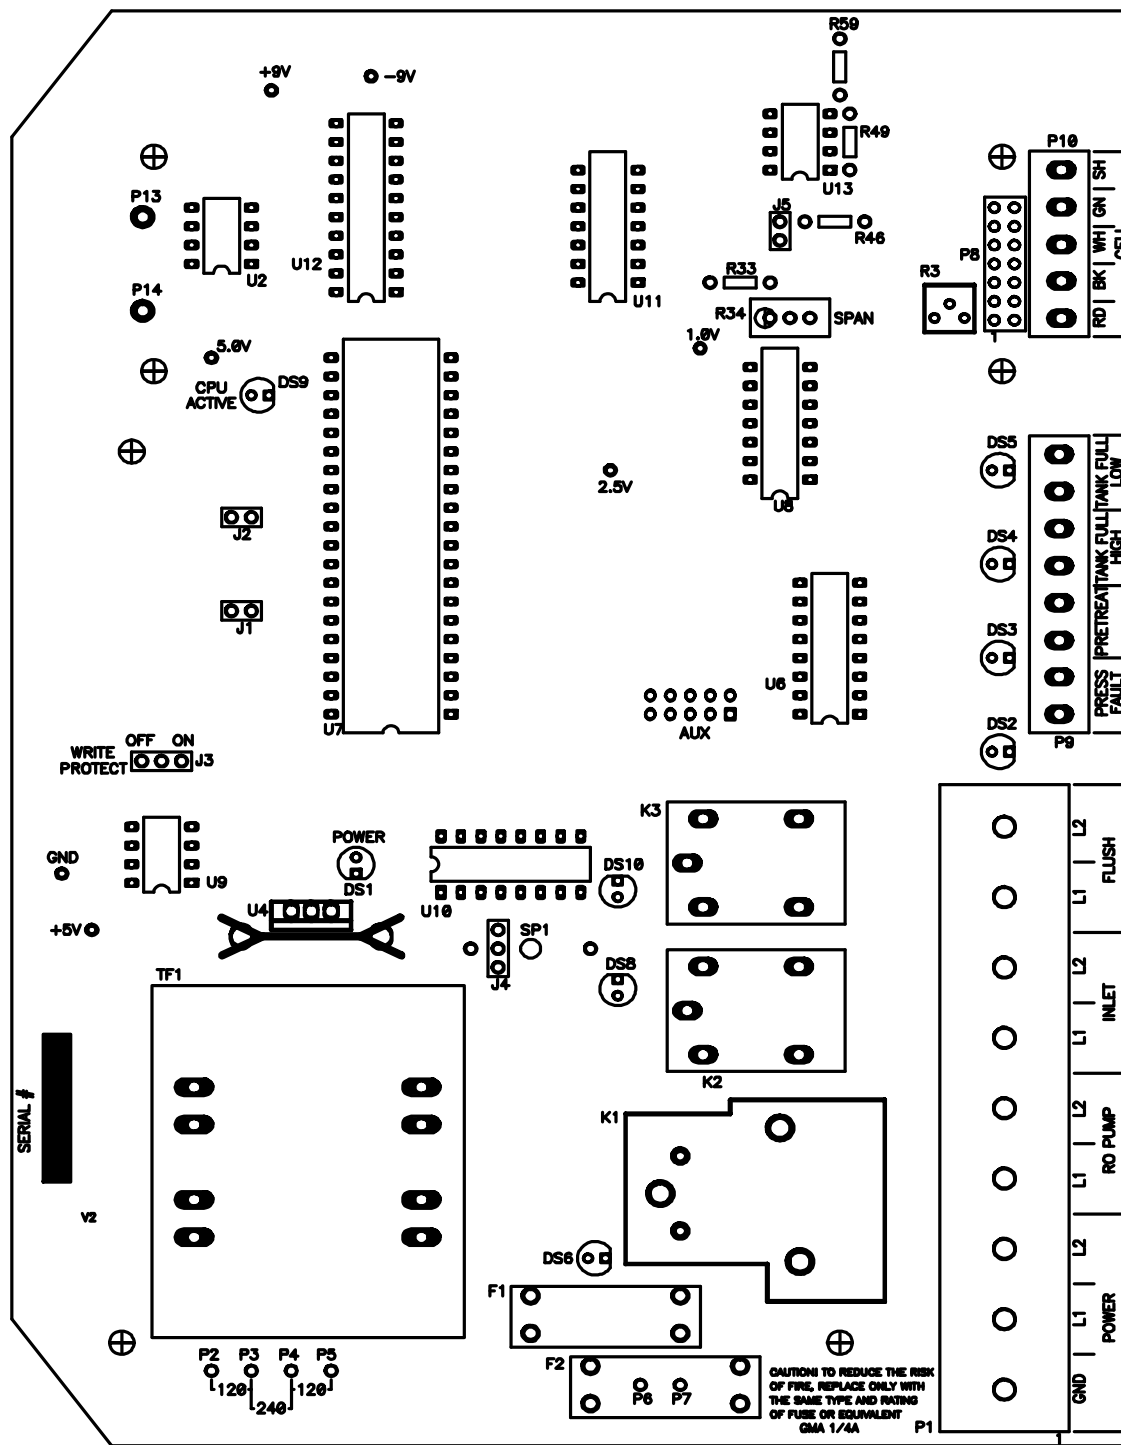 R59
+9V
-9V
R49
P10
SH
P13
U13
GN
J5
R46
WH
P8
U12
U2
R33
R3
BK
P14
U11
R34
SPAN
RD
1
1.0V
5.0V
DS9
CPU
ACTIVE
DS5
TANK FULL
LOW
2.5V
U8
J2
DS4
TANK FULL
HIGH
J1
DS3
PRETREAT
U6
PRESS
FAULT
U7
AUX
DS2
P9
OFF ON
WRITE
PROTECT
J3
K3
L2
POWER
GND
DS10
FLUSH
U9
DS1
L1
U4
U10
+5V
SP1
L2
DS8
TF1
J4
INLET
L1
K2
SERIAL #
K1
L2
RO PUMP
L1
V2
DS6
L2
F1
L1
POWER
P2 P3 P4 P5
F2
120 120
240
P6 P7
CAUTION! TO REDUCE THE RISK
OF FIRE, REPLACE ONLY WITH
THE SAME TYPE AND RATING
OF FUSE OR EQUIVALENT
GMA 1/4A
GND
P1
1